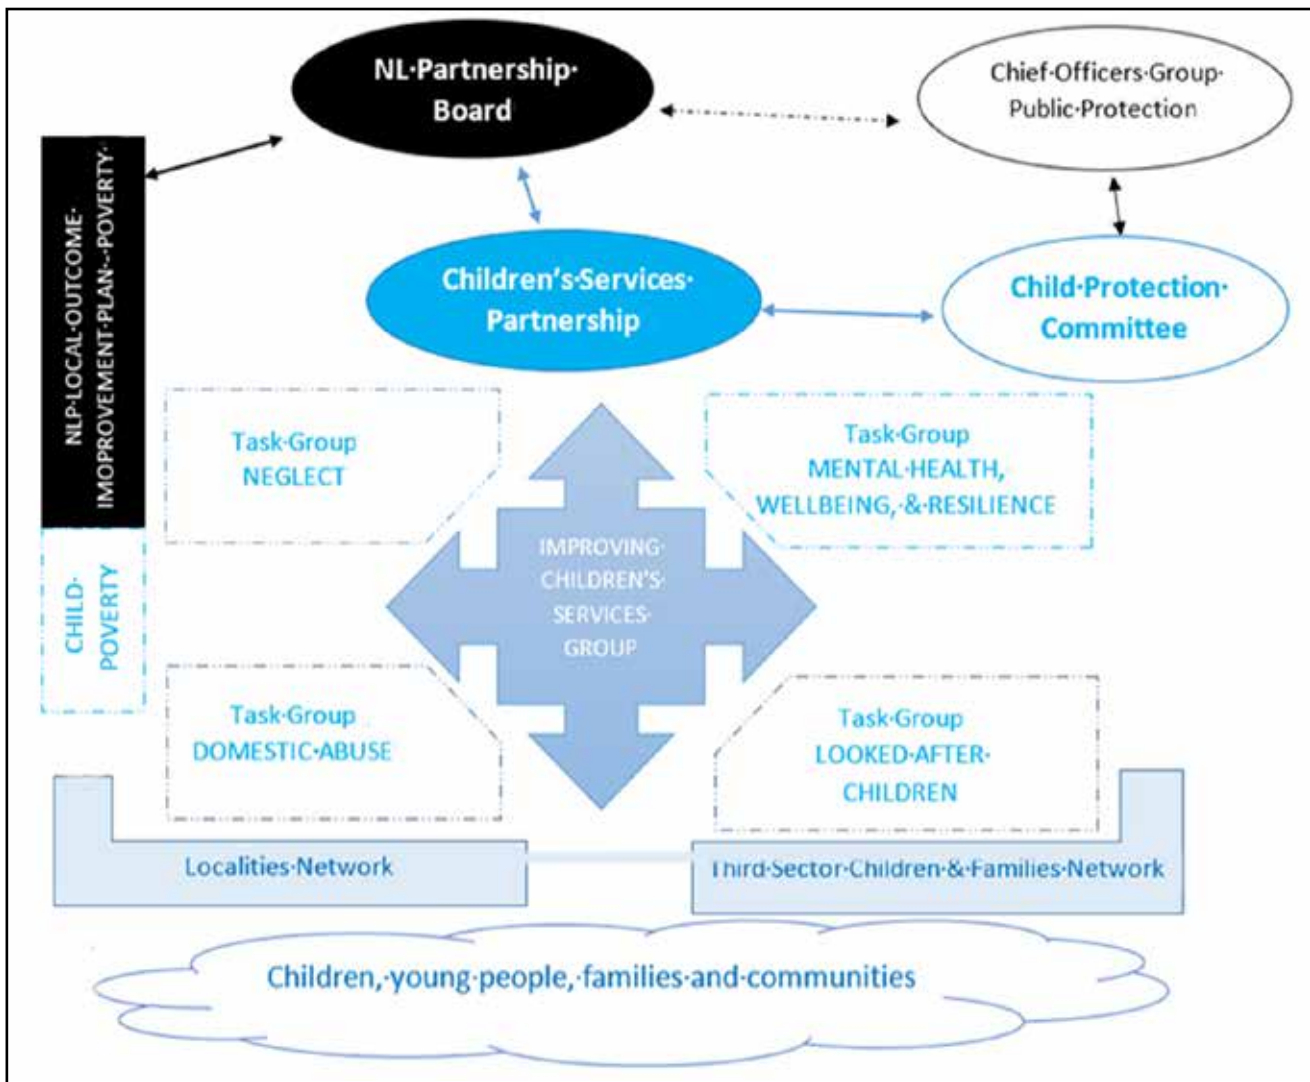 NL Partnership
Board
Chief Officers Group
Public Protection
NLP LOCAL OUTCOME
IMOPROVEMENT PLAN - POVERTY
Children's Services
Partnership
Child Protection
Committee
Task Group
NEGLECT
Task Group
MENTAL HEALTH,
WELLBEING, & RESILIENCE
IMPROVING
CHILDREN'S
SERVICES
GROUP
CHILD
POVERTY
Task Group
DOMESTIC ABUSE
Task Group
LOOKED AFTER
CHILDREN
Localities Network
Third Sector Children & Families Network
Children, young people, families and communities